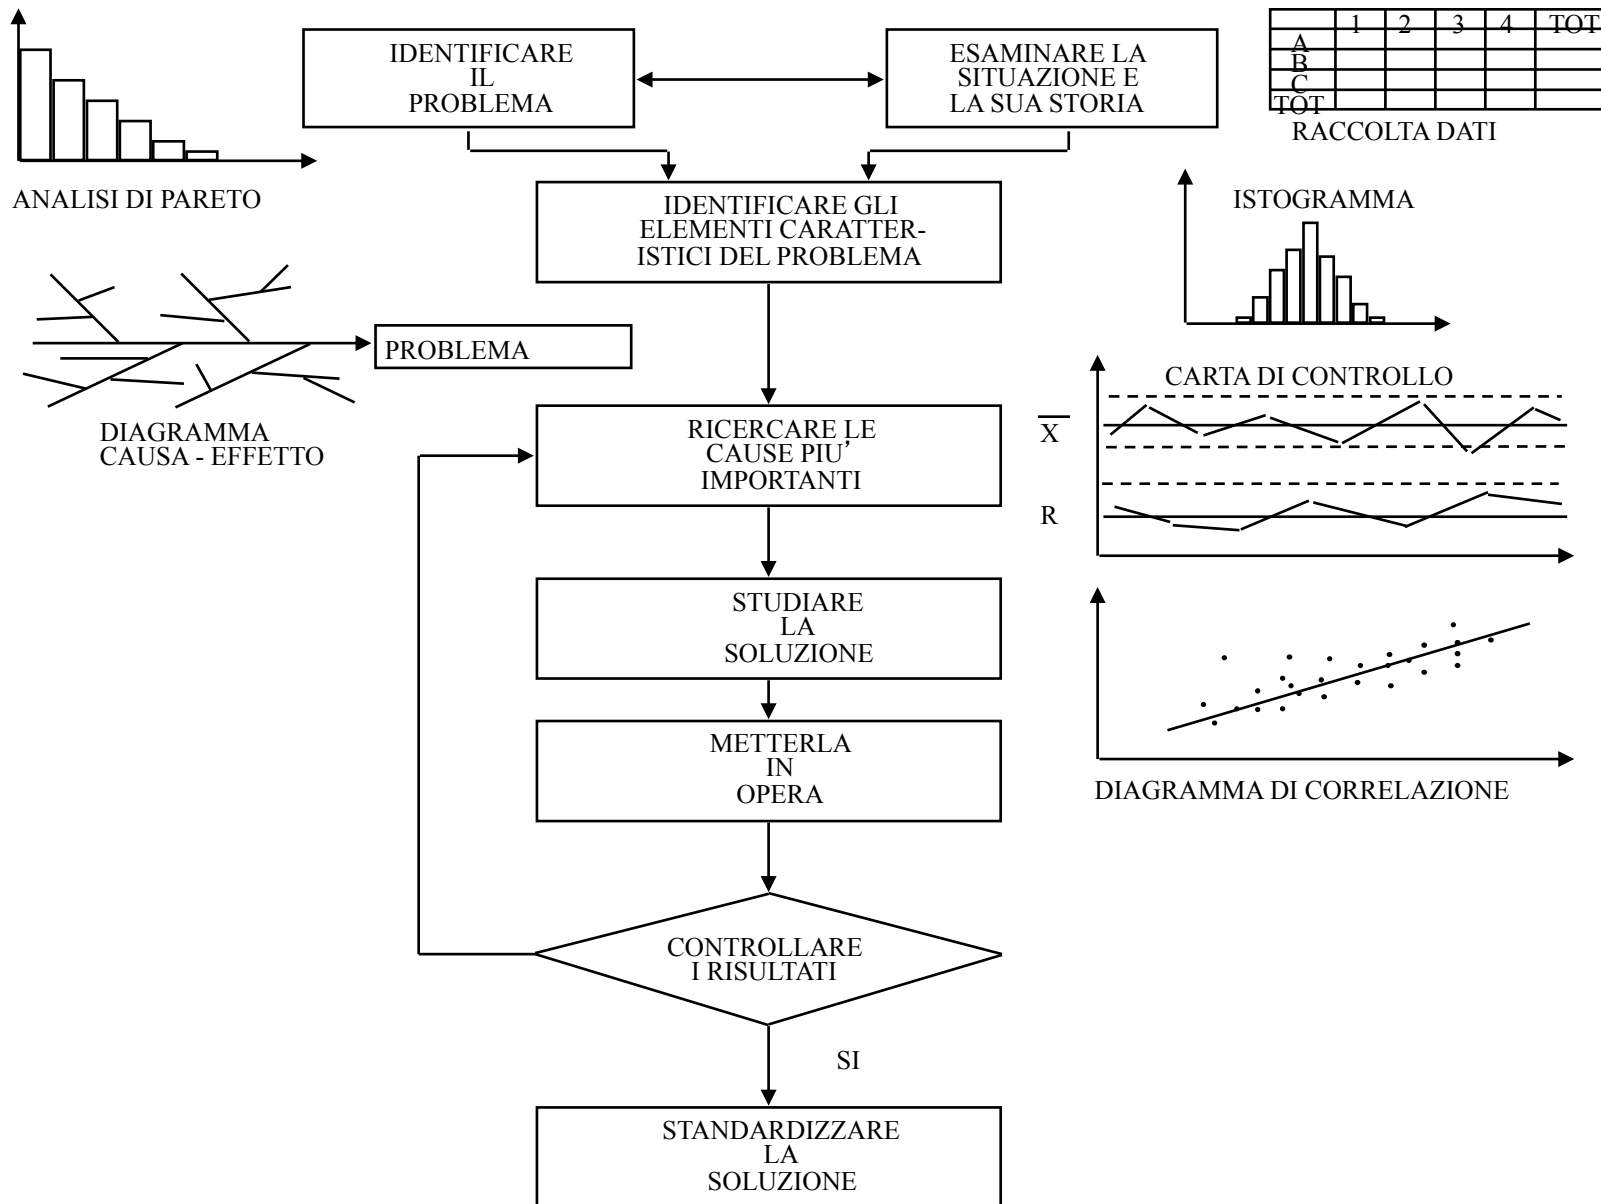 IDENTIFICARE
IL
PROBLEMA
ESAMINARE LA
SITUAZIONE E
LA SUA STORIA
1 2 3 4 TOT
A
B
C
TOT
RACCOLTA DATI
ANALISI DI PARETO
IDENTIFICARE GLI
ELEMENTI CARATTER-
ISTICI DEL PROBLEMA
ISTOGRAMMA
PROBLEMA
DIAGRAMMA
CAUSA - EFFETTO
CARTA DI CONTROLLO
X̅
R
RICERCARE LE
CAUSE PIU’
IMPORTANTI
STUDIARE
LA
SOLUZIONE
METTERLA
IN
OPERA
DIAGRAMMA DI CORRELAZIONE
CONTROLLARE
I RISULTATI
SI
STANDARDIZZARE
LA
SOLUZIONE